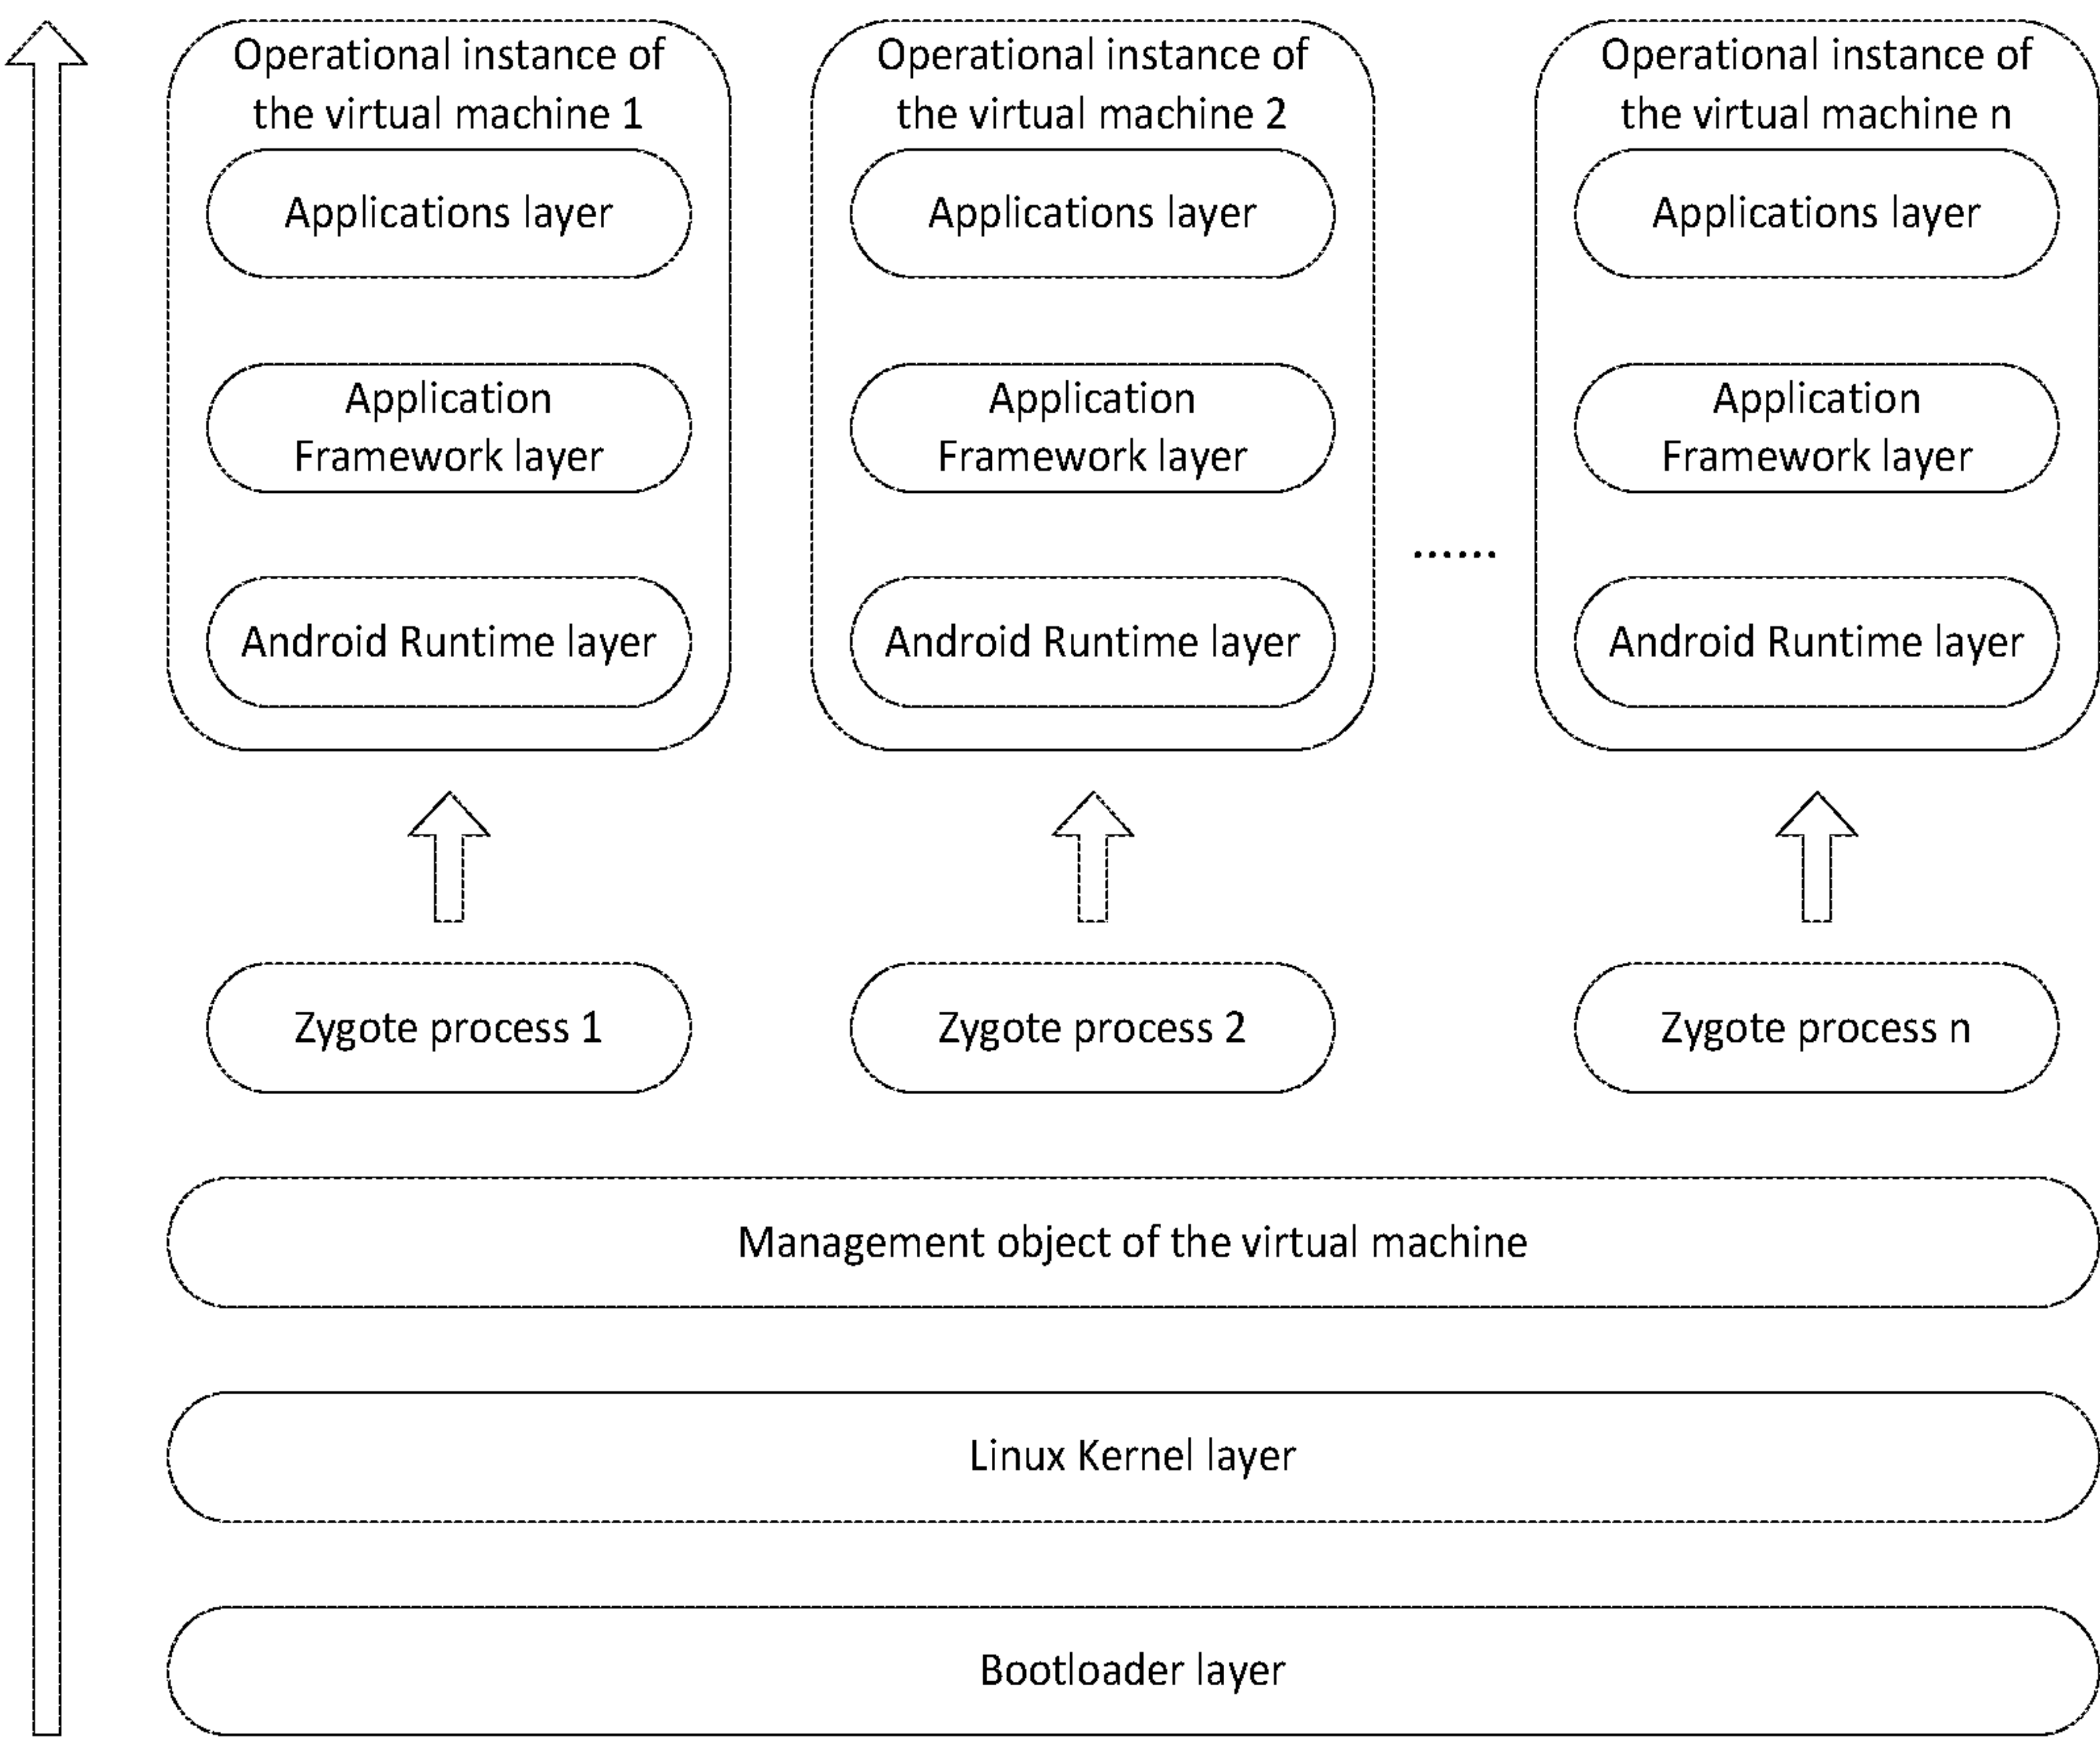 Operational instance of
the virtual machine 1
Applications layer
Application
Framework layer
Android Runtime layer
Zygote process 1
Operational instance of
the virtual machine 2
Applications layer
Application
Framework layer
Android Runtime layer
Zygote process 2
......
Operational instance of
the virtual machine n
Applications layer
Application
Framework layer
Android Runtime layer
Zygote process n
Management object of the virtual machine
Linux Kernel layer
Bootloader layer